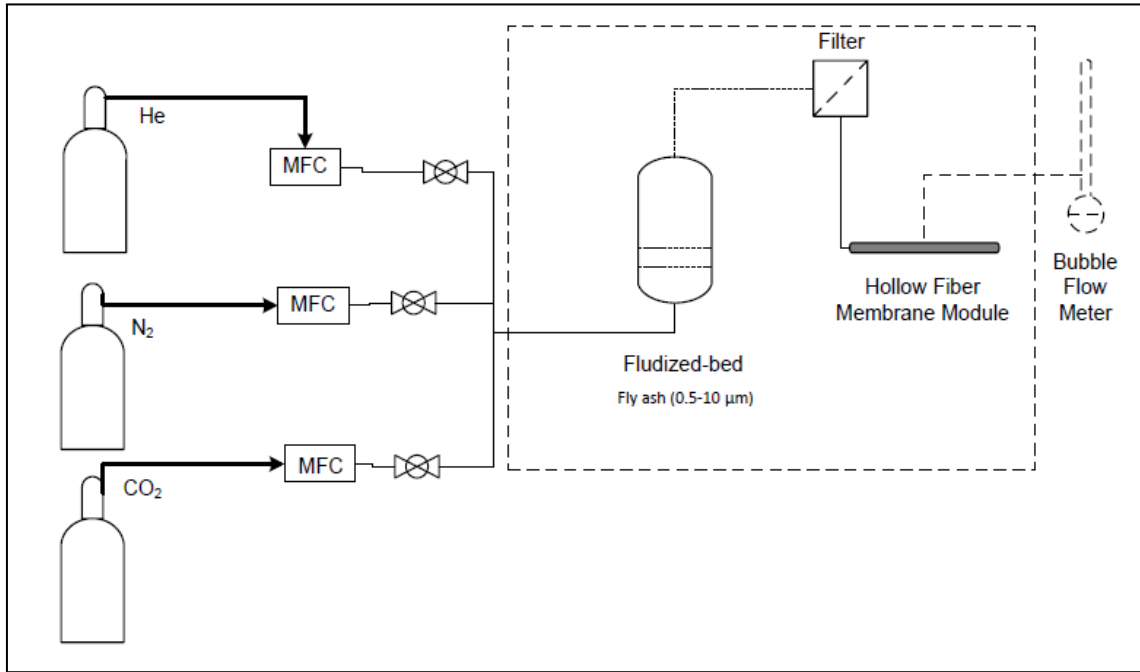 Filter
He
MFC
N₂
MFC
Hollow Fiber
Membrane Module
Bubble
Flow
Meter
Fludized-bed
Fly ash (0.5-10 µm)
CO₂
MFC